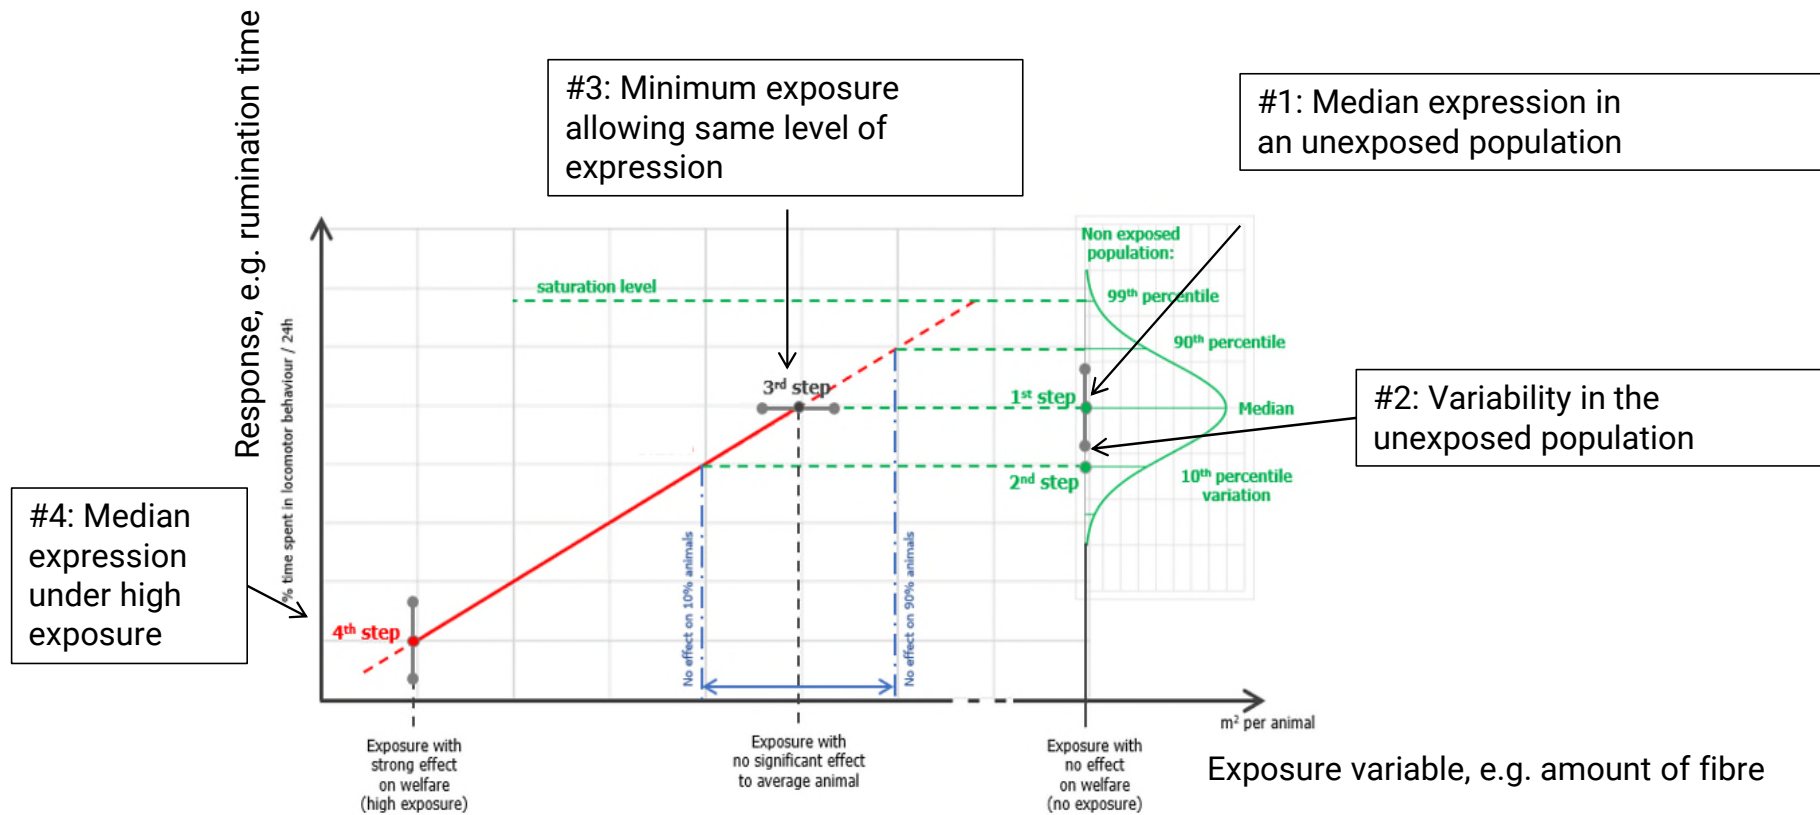 Response, e.g. rumination time
% time spent in locomotor behaviour / 24h
#3: Minimum exposure
allowing same level of
expression
#1: Median expression in
an unexposed population
#2: Variability in the
unexposed population
#4: Median
expression
under high
exposure
Non exposed
population:
saturation level
99th percentile
90th percentile
3rd step
1st step
Median
2nd step
10th percentile
variation
4th step
No effect on 10% animals
No effect on 90% animals
m² per animal
Exposure with
strong effect
on welfare
(high exposure)
Exposure with
no significant effect
to average animal
Exposure with
no effect
on welfare
(no exposure)
Exposure variable, e.g. amount of fibre